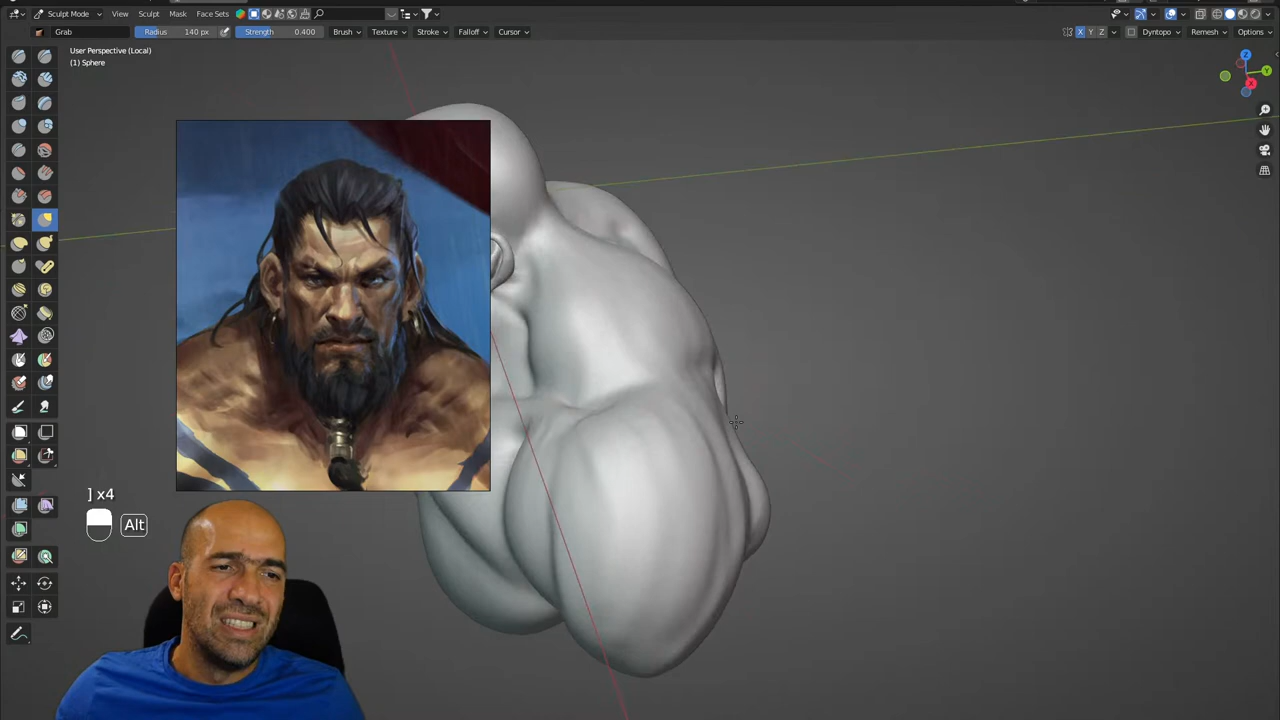 Sculpt Mode View Sculpt Mask Face Sets
Grab Radius 140 px Strength 0.400 Brush Texture Stroke Falloff Cursor X Y Z Dyntopo Remesh Options
User Perspective (Local)
(1) Sphere
Z
Y
X
] x4
Alt